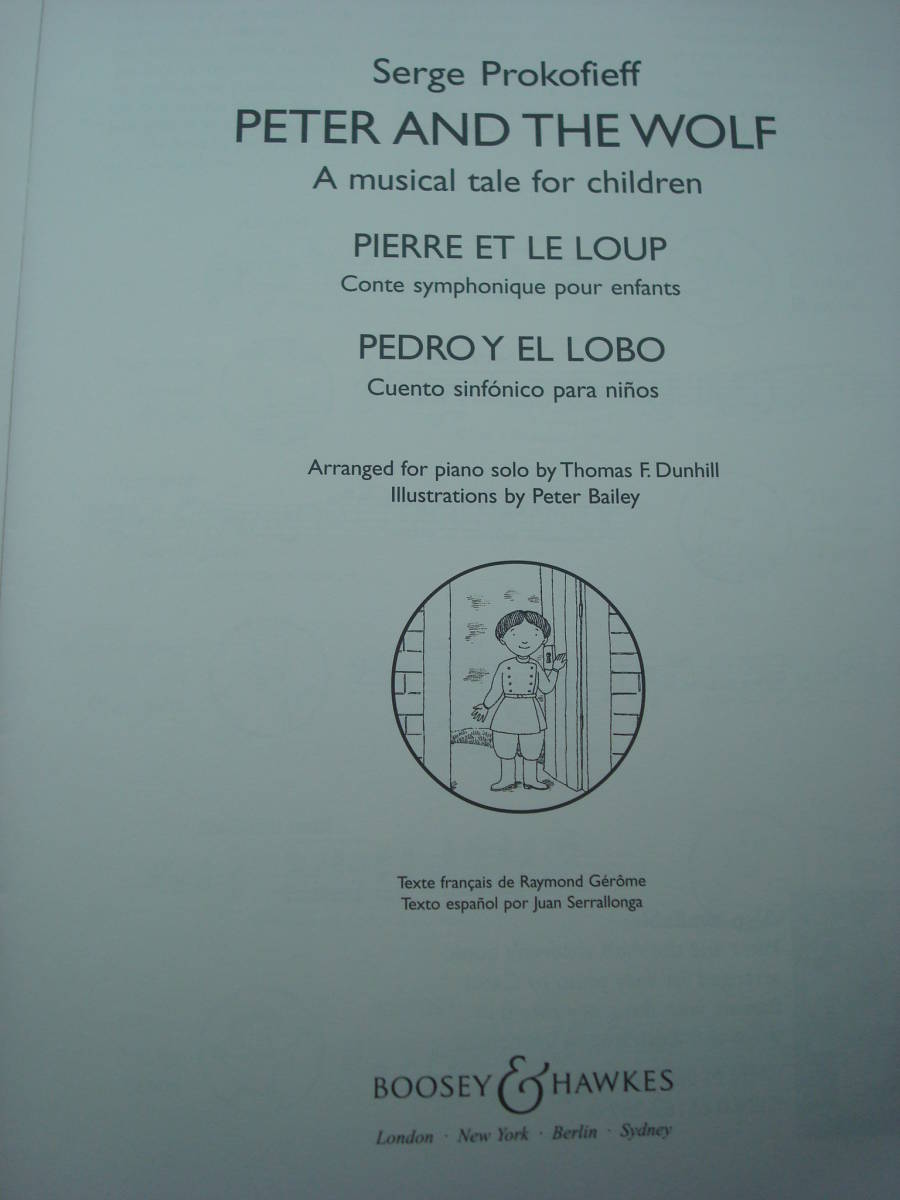 Serge Prokofieff
PETER AND THE WOLF
A musical tale for children
PIERRE ET LE LOUP
Conte symphonique pour enfants
PEDRO Y EL LOBO
Cuento sinfónico para niños
Arranged for piano solo by Thomas F. Dunhill
Illustrations by Peter Bailey
Texte français de Raymond Gérôme
Texto español por Juan Serrallonga
BOOSEY & HAWKES
London · New York · Berlin · Sydney